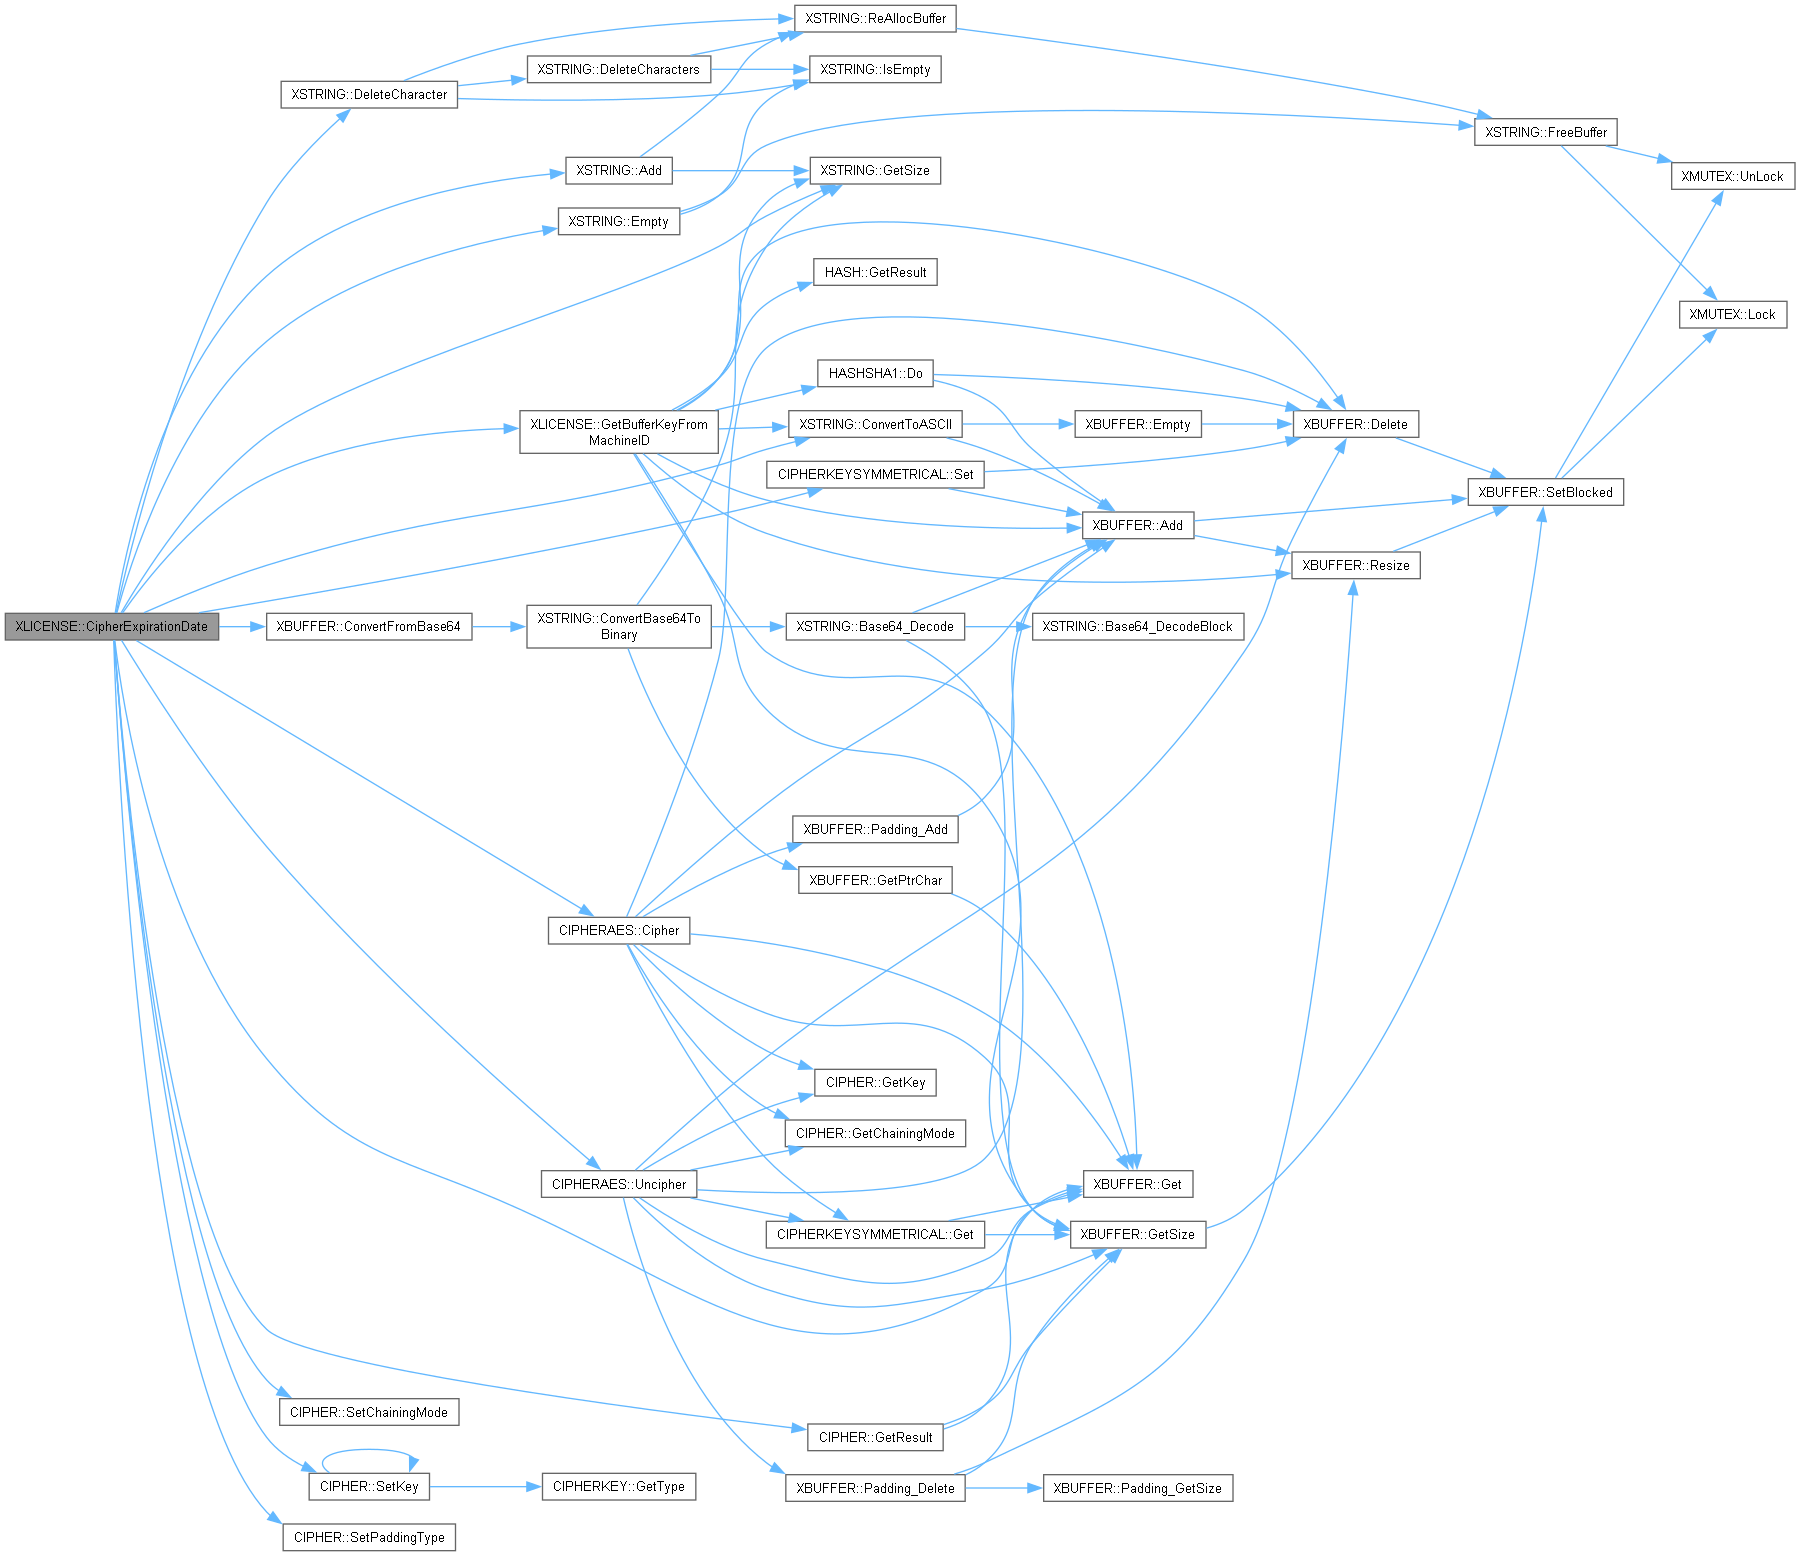 XSTRING::ReAllocBuffer
XSTRING::DeleteCharacters
XSTRING::IsEmpty
XSTRING::DeleteCharacter
XSTRING::FreeBuffer
XSTRING::Add
XSTRING::GetSize
XMUTEX::UnLock
XSTRING::Empty
HASH::GetResult
XMUTEX::Lock
HASHSHA1::Do
XLICENSE::GetBufferKeyFrom
MachineID
XSTRING::ConvertToASCII
XBUFFER::Empty
XBUFFER::Delete
CIPHERKEYSYMMETRICAL::Set
XBUFFER::SetBlocked
XBUFFER::Add
XBUFFER::Resize
XLICENSE::CipherExpirationDate
XBUFFER::ConvertFromBase64
XSTRING::ConvertBase64To
Binary
XSTRING::Base64_Decode
XSTRING::Base64_DecodeBlock
XBUFFER::Padding_Add
XBUFFER::GetPtrChar
CIPHERAES::Cipher
CIPHER::GetKey
CIPHER::GetChainingMode
CIPHERAES::Uncipher
XBUFFER::Get
CIPHERKEYSYMMETRICAL::Get
XBUFFER::GetSize
CIPHER::SetChainingMode
CIPHER::GetResult
CIPHER::SetKey
CIPHERKEY::GetType
XBUFFER::Padding_Delete
XBUFFER::Padding_GetSize
CIPHER::SetPaddingType